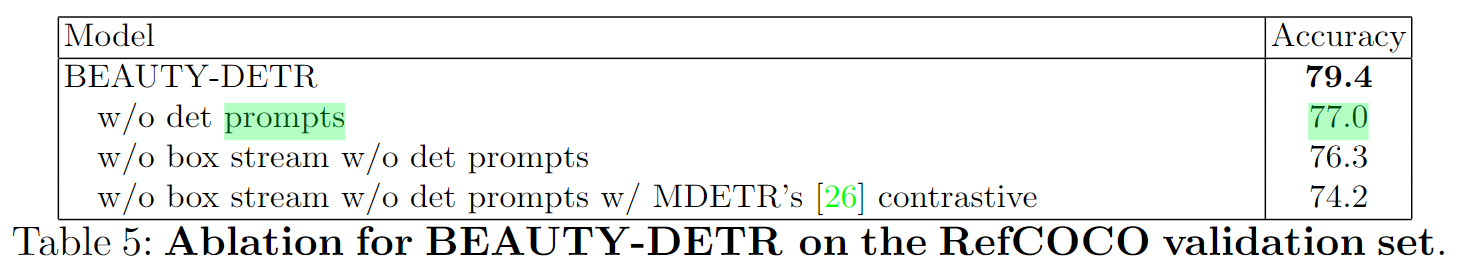 Model Accuracy
BEAUTY-DETR 79.4
w/o det prompts 77.0
w/o box stream w/o det prompts 76.3
w/o box stream w/o det prompts w/ MDETR's [26] contrastive 74.2
Table 5: Ablation for BEAUTY-DETR on the RefCOCO validation set.